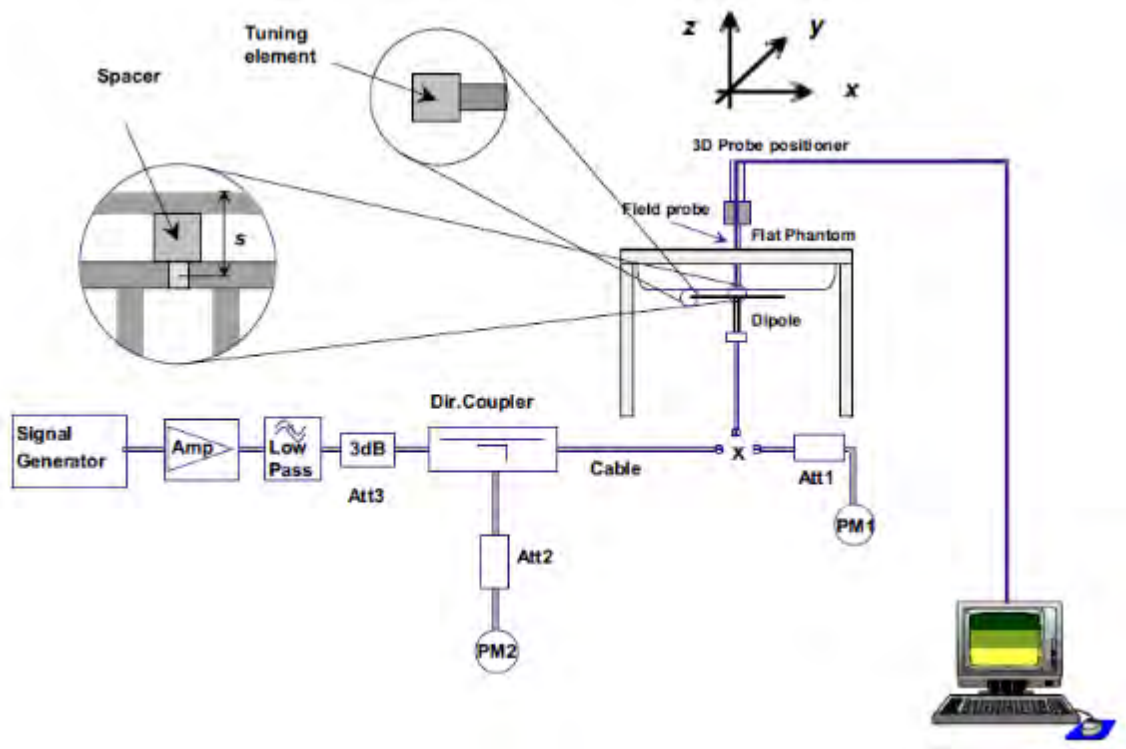 Tuning
element
Spacer
s
z
y
x
3D Probe positioner
Field probe
Flat Phantom
Dipole
Dir.Coupler
Signal
Generator
Amp
Low
Pass
3dB
Att3
Cable
X
Att1
PM1
Att2
PM2